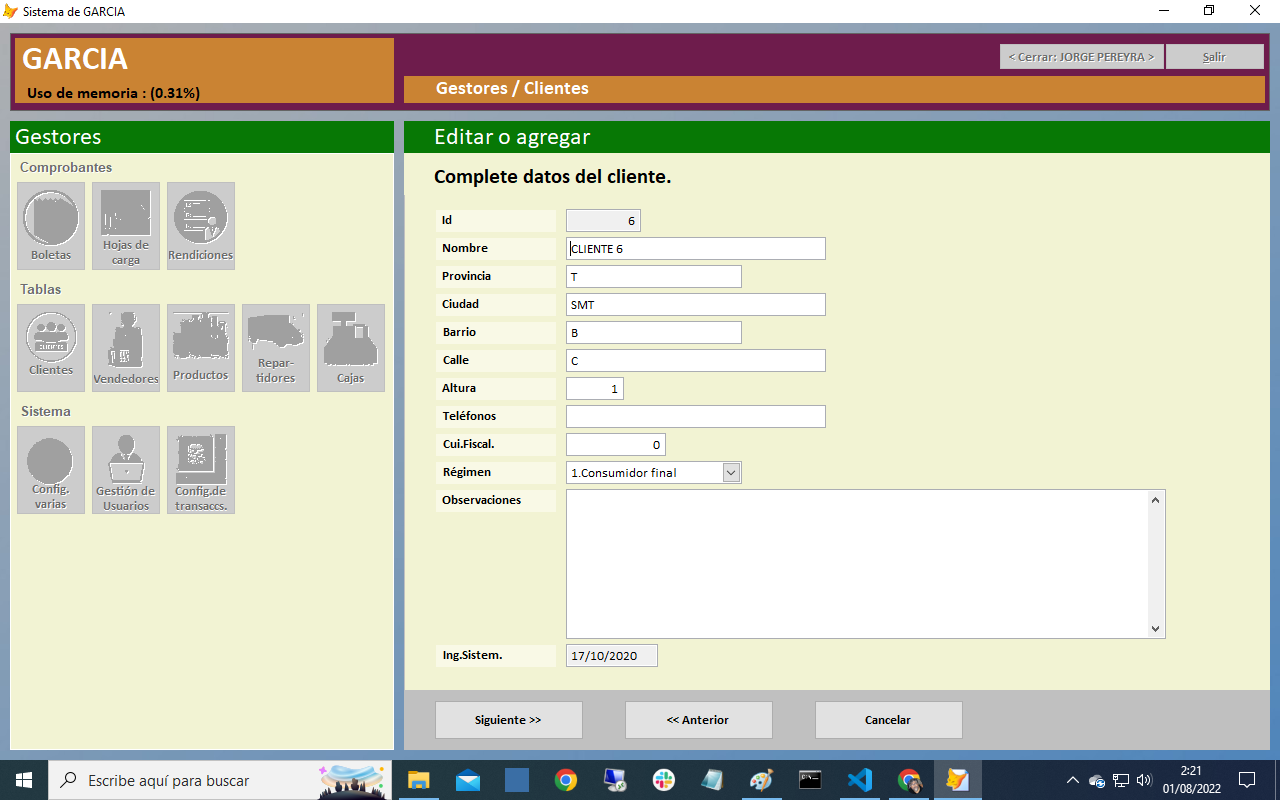 Sistema de GARCIA
GARCIA
Uso de memoria : (0.31%)
< Cerrar: JORGE PEREYRA >
Salir
Gestores / Clientes
Gestores
Comprobantes
Boletas
Hojas de
carga
Rendiciones
Tablas
CLIENTES
Clientes
Vendedores
Productos
Repar-
tidores
Cajas
Sistema
Config.
varias
Gestión de
Usuarios
Config.de
transaccs.
Editar o agregar
Complete datos del cliente.
Id 6
Nombre CLIENTE 6
Provincia T
Ciudad SMT
Barrio B
Calle C
Altura 1
Teléfonos
Cui.Fiscal. 0
Régimen 1.Consumidor final
Observaciones
Ing.Sistem. 17/10/2020
Siguiente >>
<< Anterior
Cancelar
Escribe aquí para buscar
2:21
01/08/2022